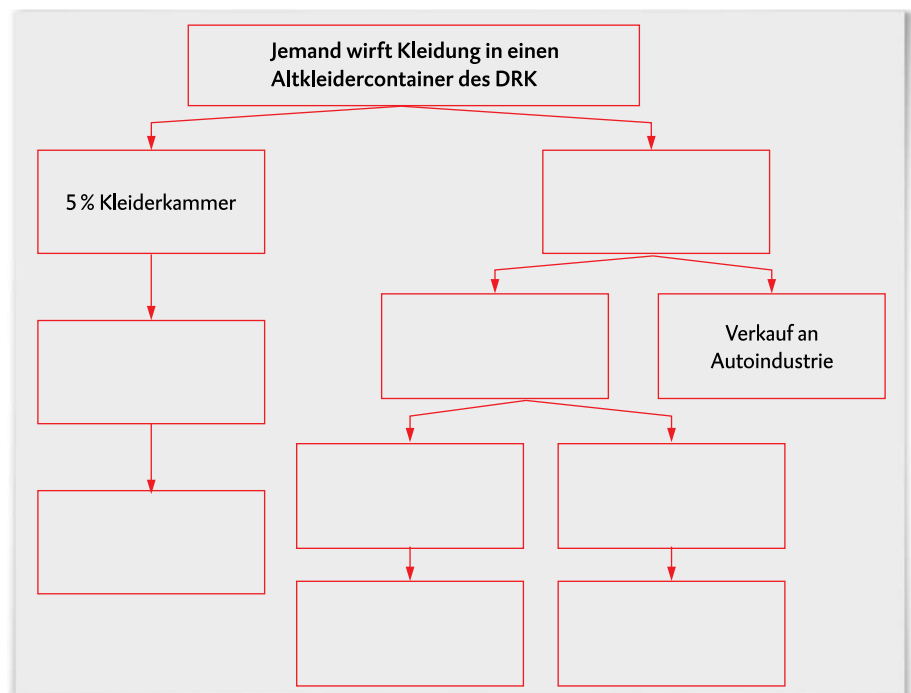 Jemand wirft Kleidung in einen
Altkleidercontainer des DRK
5 % Kleiderkammer
Verkauf an
Autoindustrie